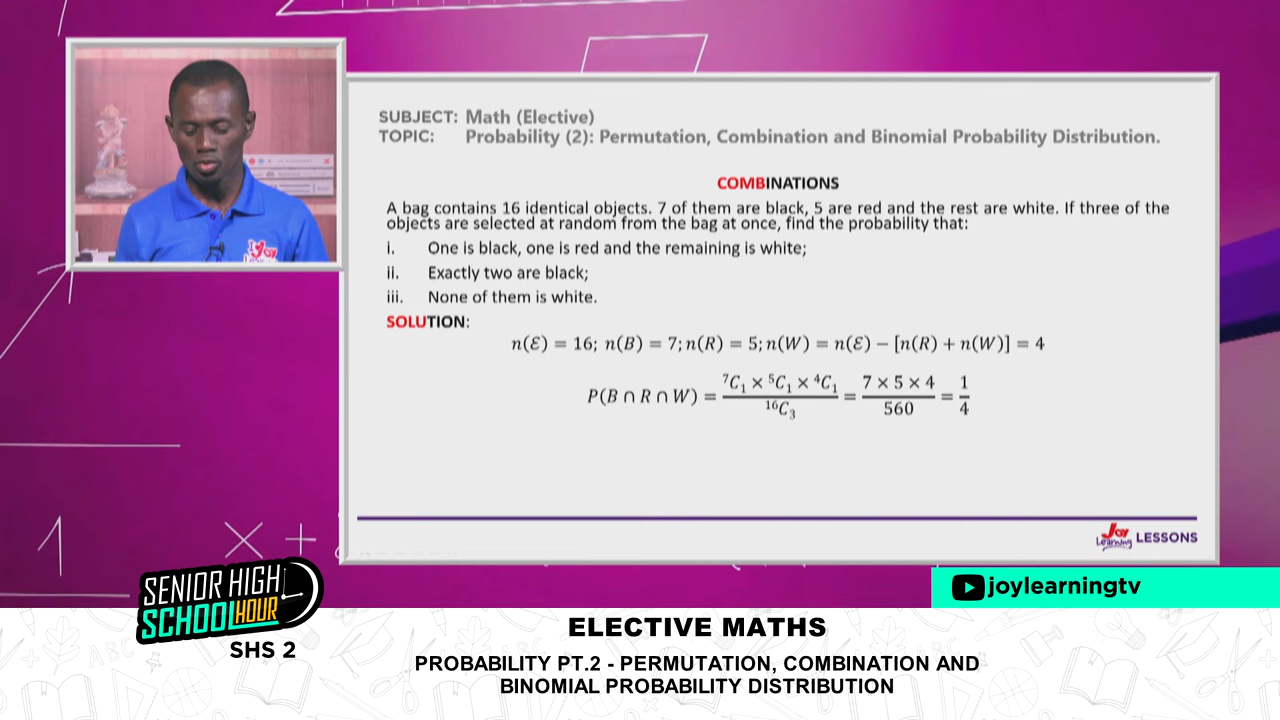 SUBJECT: Math (Elective)
TOPIC: Probability (2): Permutation, Combination and Binomial Probability Distribution.
COMBINATIONS
A bag contains 16 identical objects. 7 of them are black, 5 are red and the rest are white. If three of the
objects are selected at random from the bag at once, find the probability that:
i. One is black, one is red and the remaining is white;
ii. Exactly two are black;
iii. None of them is white.
SOLUTION:
n(ℰ) = 16; n(B) = 7; n(R) = 5; n(W) = n(ℰ) − [n(R) + n(W)] = 4
P(B ∩ R ∩ W) = ⁷C₁ × ⁵C₁ × ⁴C₁ / ¹⁶C₃ = 7 × 5 × 4 / 560 = 1/4
Joy Learning LESSONS
1
× +
joylearningtv
SENIOR HIGH
SCHOOL HOUR
SHS 2
ELECTIVE MATHS
PROBABILITY PT.2 - PERMUTATION, COMBINATION AND
BINOMIAL PROBABILITY DISTRIBUTION